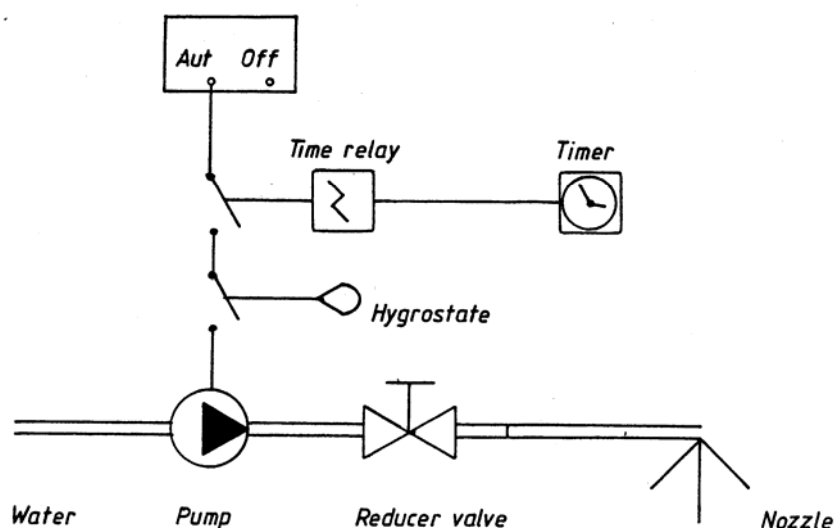 Aut Off
Time relay Timer
Hygrostate
Water Pump Reducer valve Nozzle